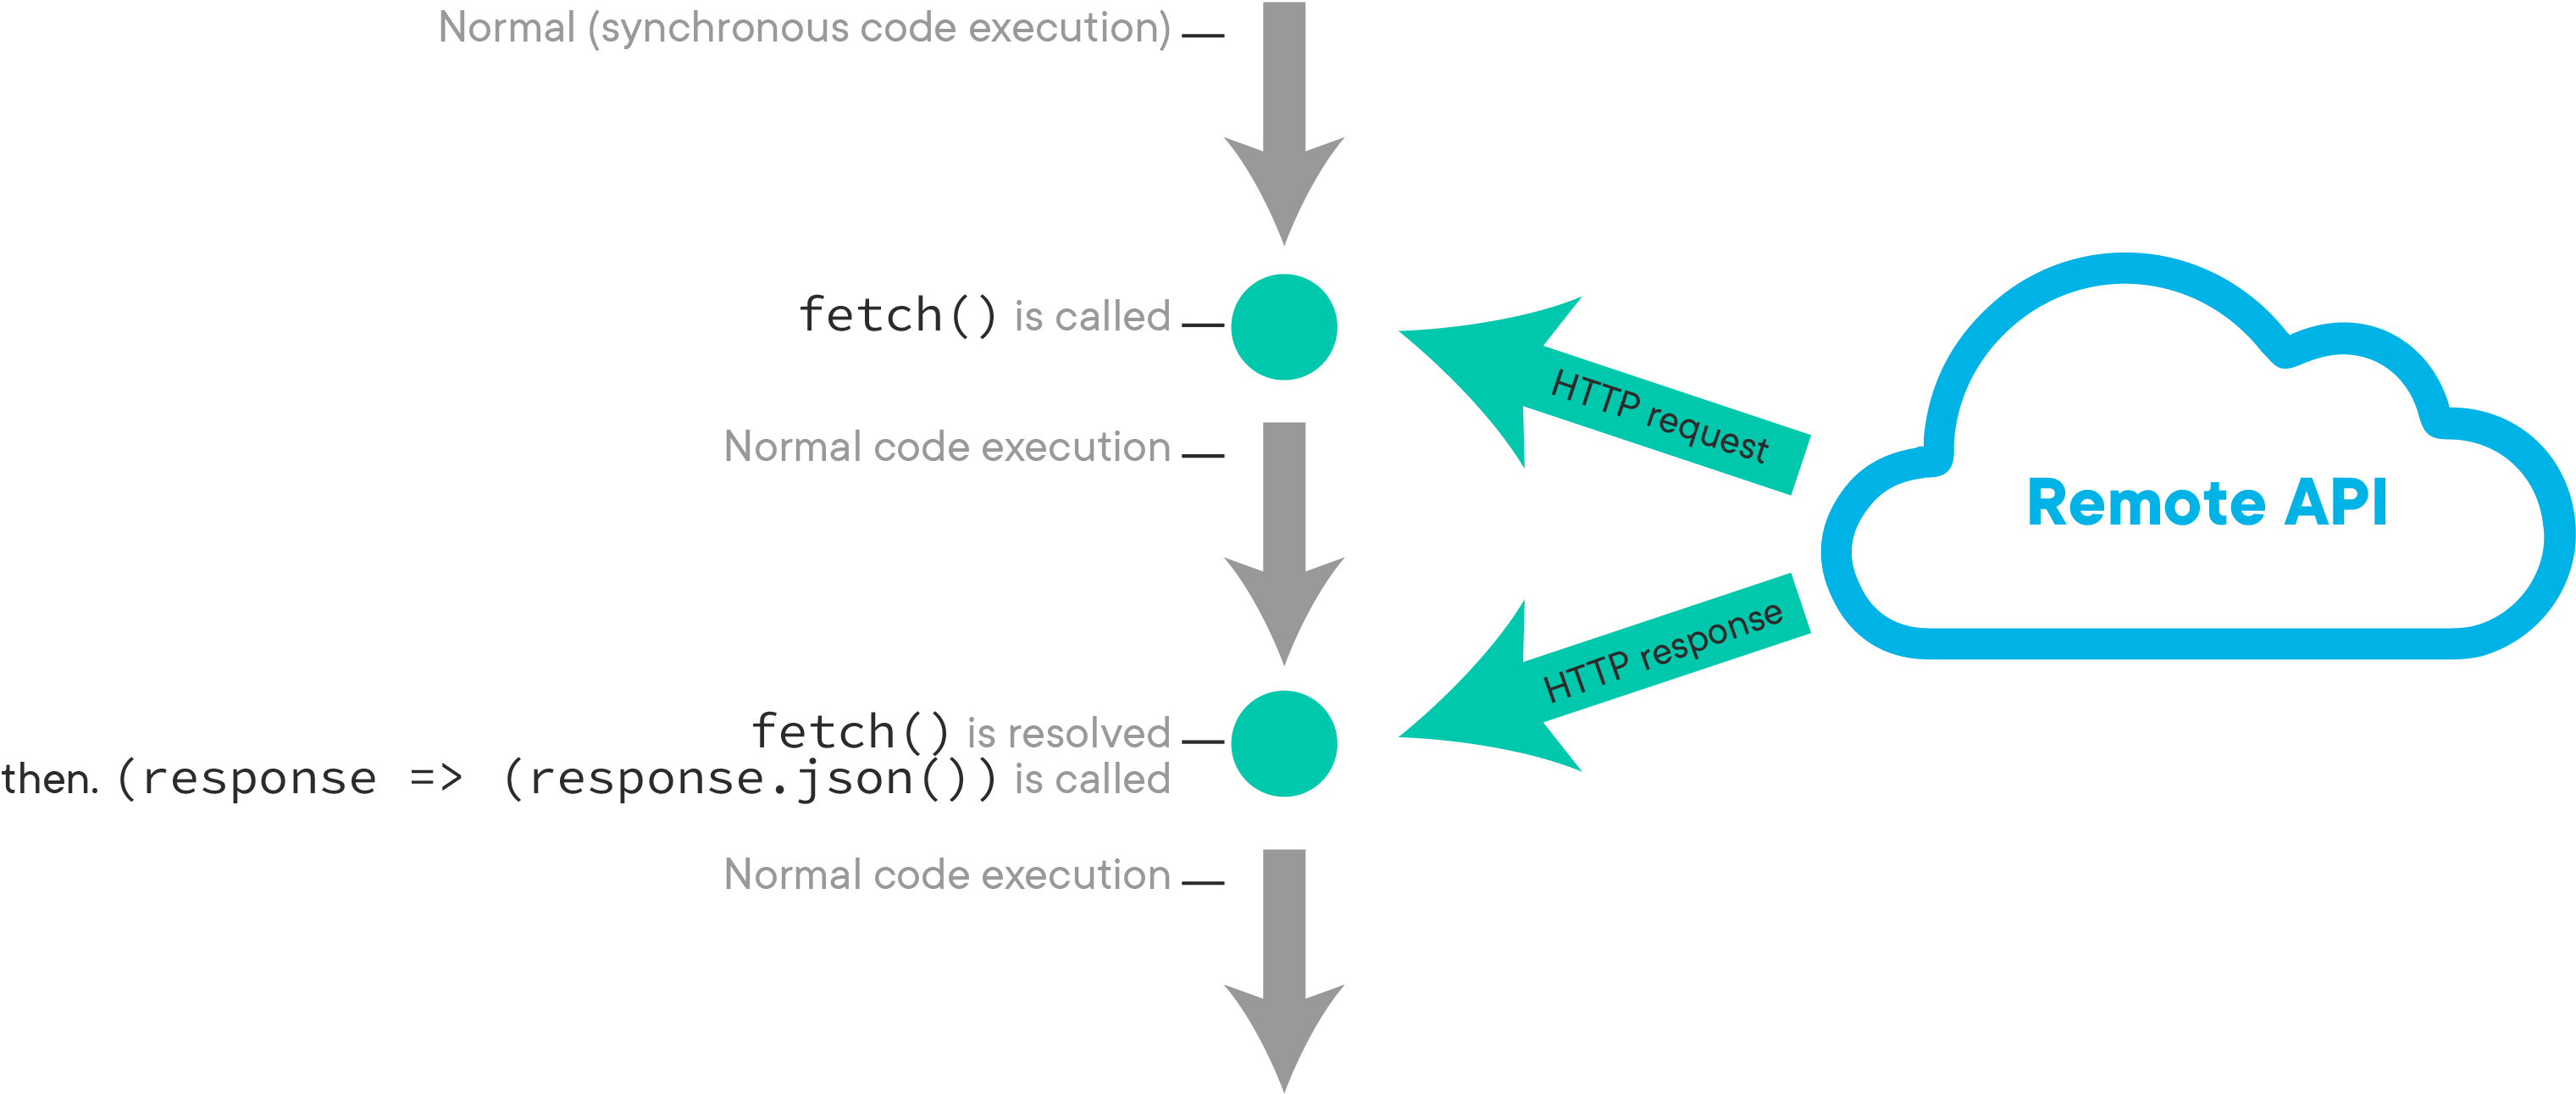 Normal (synchronous code execution)
fetch() is called
HTTP request
Normal code execution
Remote API
HTTP response
fetch() is resolved
then. (response => (response.json()) is called
Normal code execution